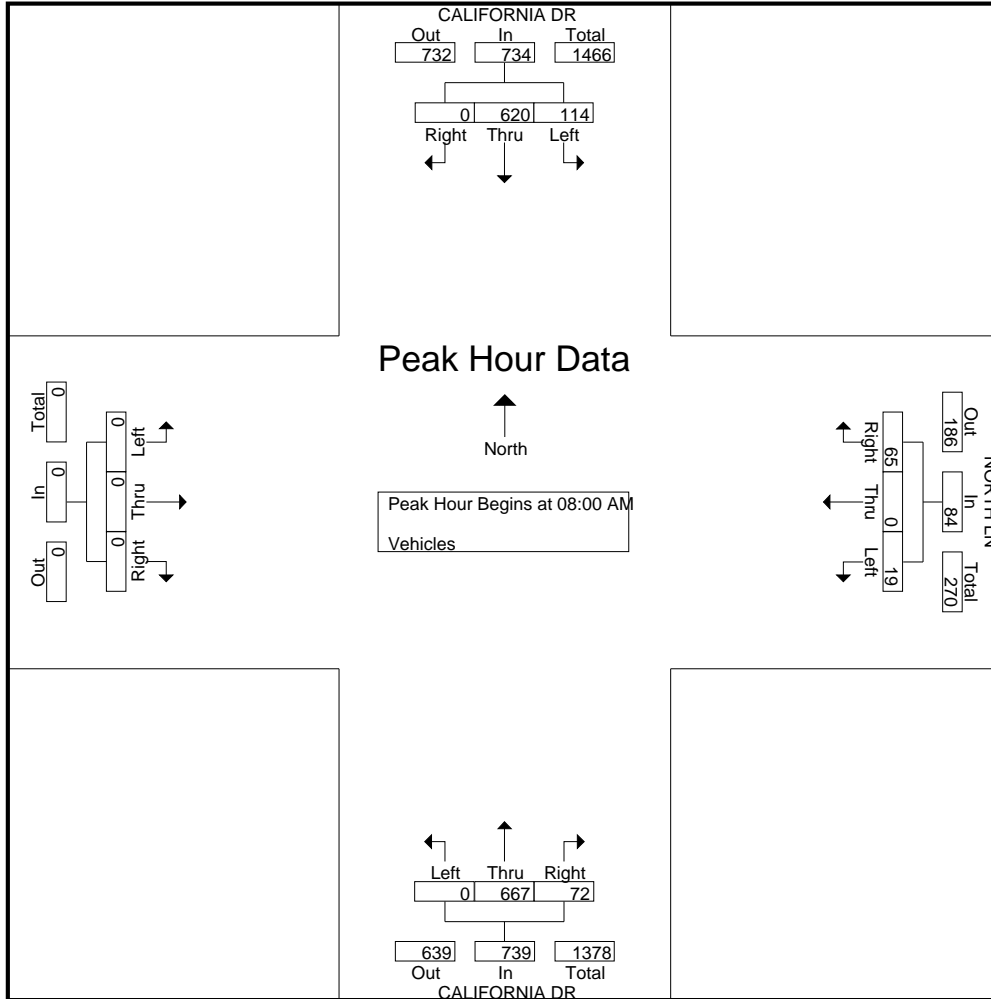 CALIFORNIA DR
Out In Total
732 734 1466
0 620 114
Right Thru Left
Peak Hour Data
North
Peak Hour Begins at 08:00 AM
Vehicles
Total In Out
0 0 0
0 0 0
Left Thru Right
NORTH LN
Out In Total
186 84 270
65 0 19
Right Thru Left
Left Thru Right
0 667 72
639 739 1378
Out In Total
CALIFORNIA DR